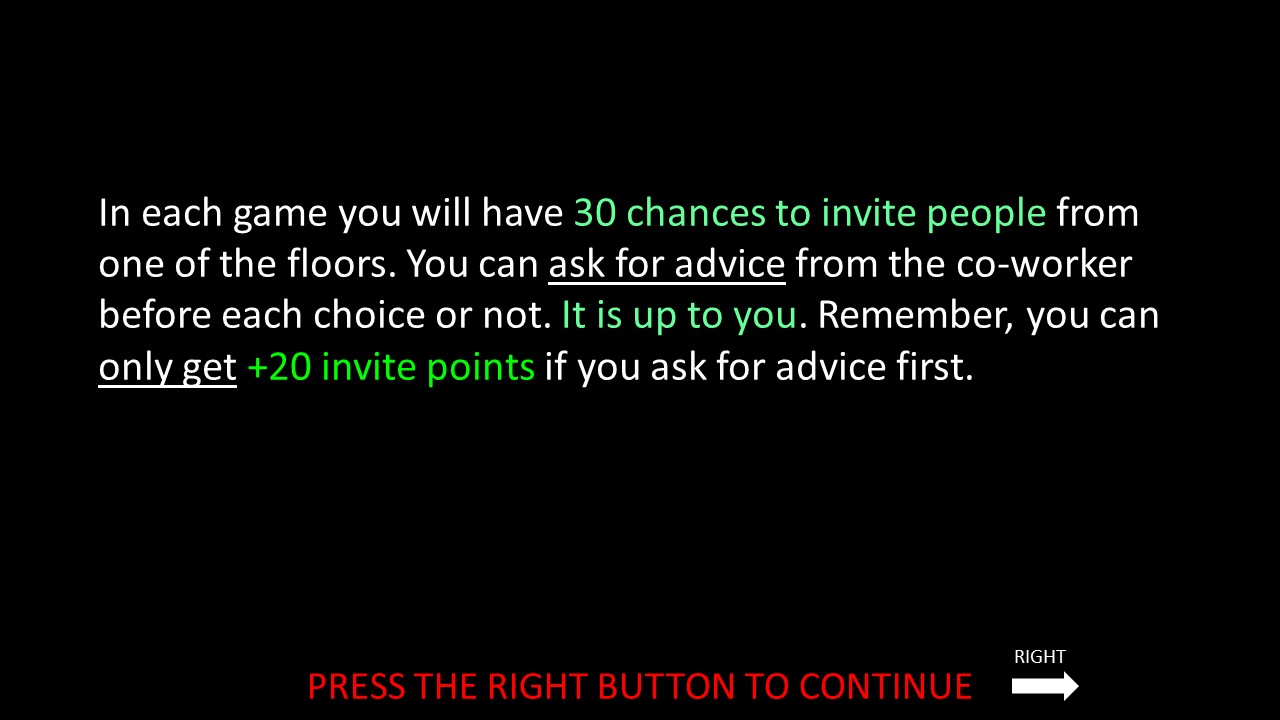 In each game you will have 30 chances to invite people from
one of the floors. You can ask for advice from the co-worker
before each choice or not. It is up to you. Remember, you can
only get +20 invite points if you ask for advice first.
RIGHT
PRESS THE RIGHT BUTTON TO CONTINUE